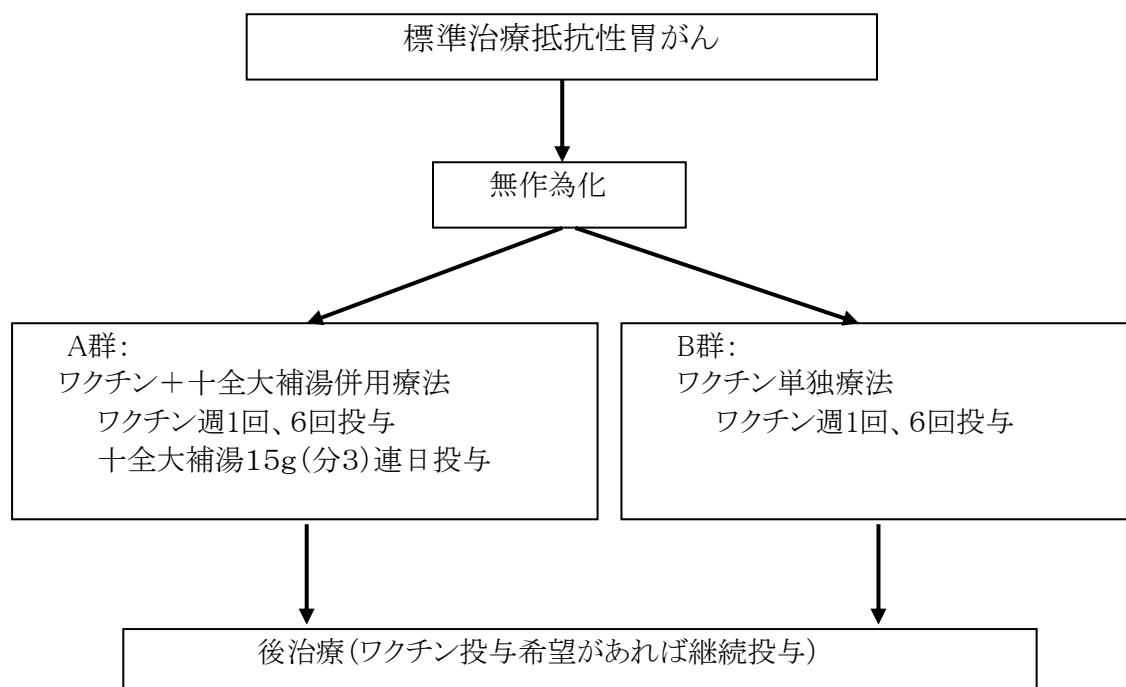 標準治療抵抗性胃がん
無作為化
A群：
ワクチン＋十全大補湯併用療法
ワクチン週1回、6回投与
十全大補湯15g（分3）連日投与
B群：
ワクチン単独療法
ワクチン週1回、6回投与
後治療（ワクチン投与希望があれば継続投与）